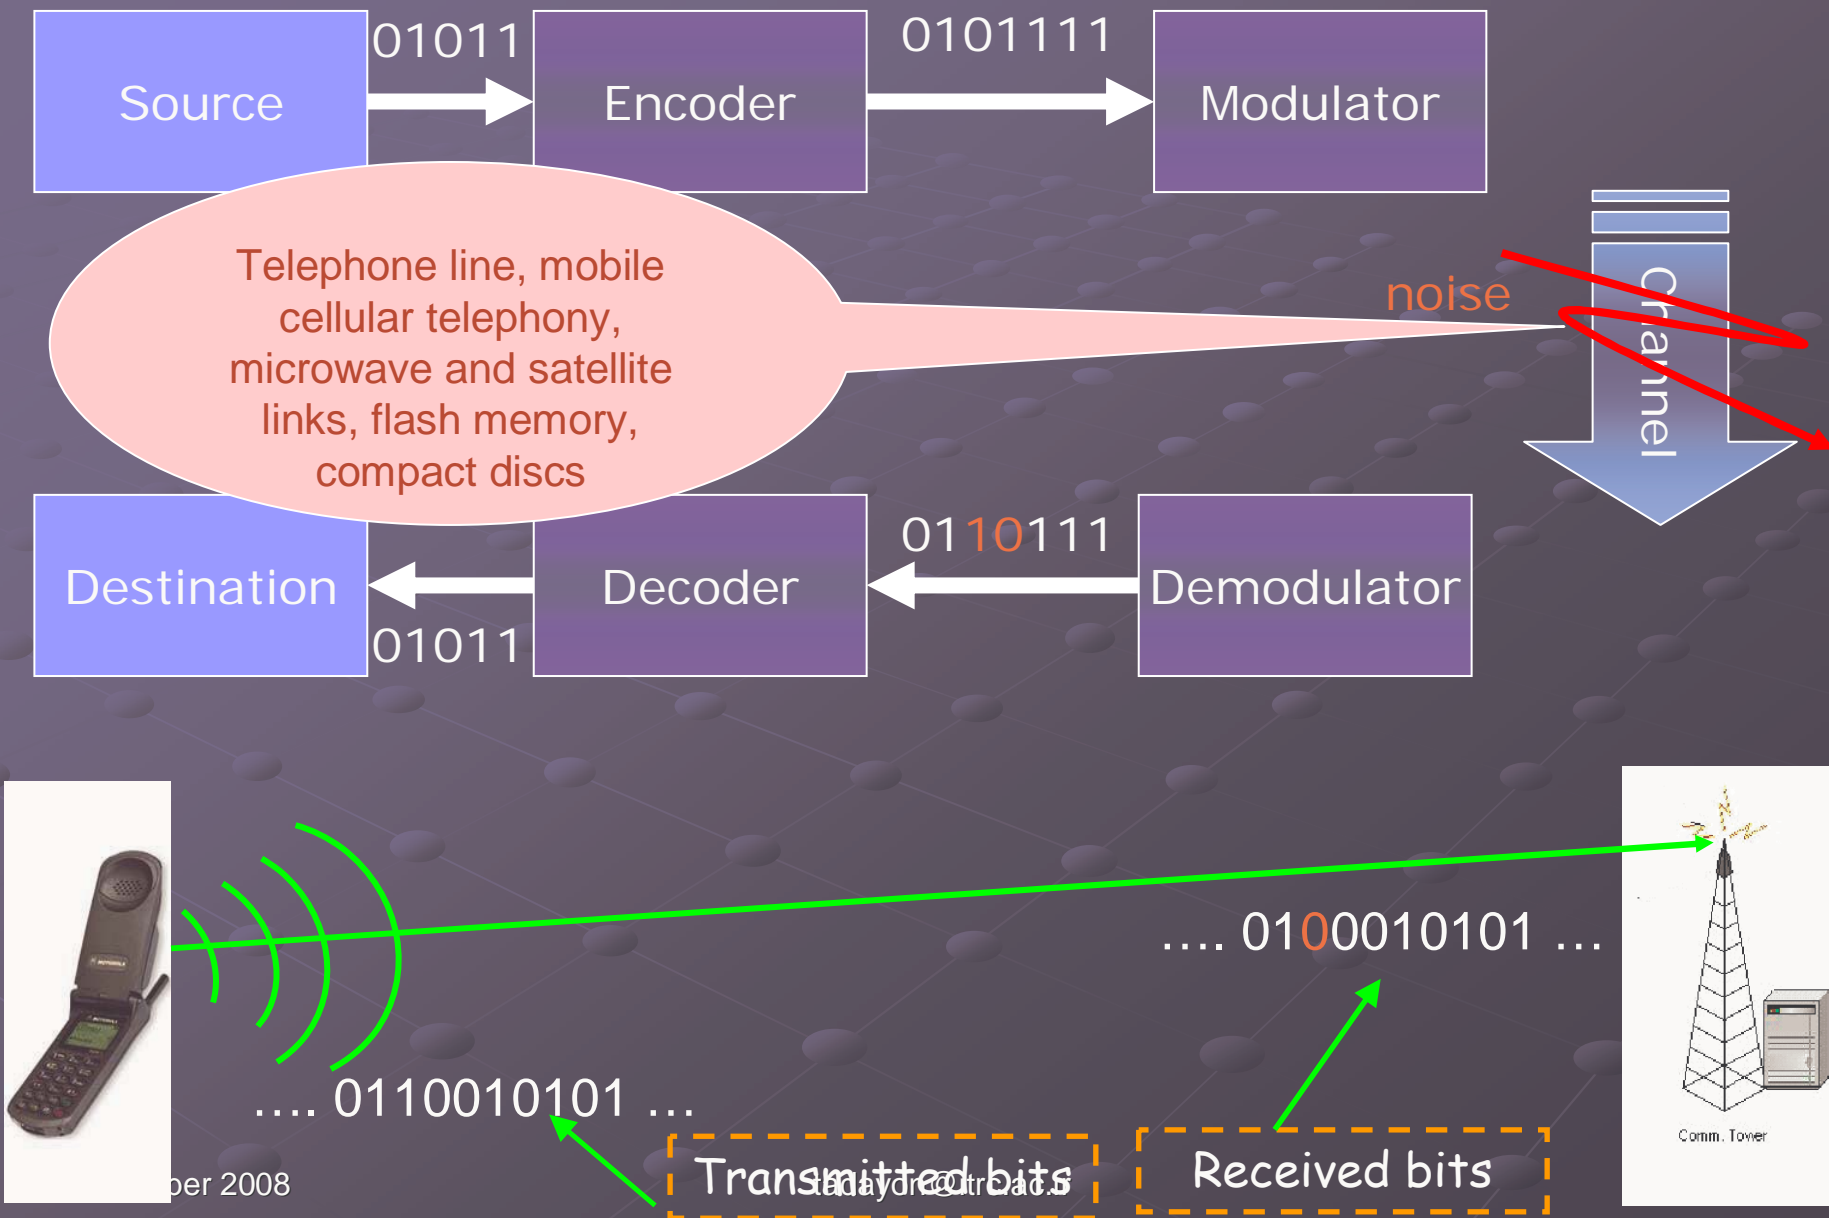 01011
0101111
Source
Encoder
Modulator
Telephone line, mobile
cellular telephony,
microwave and satellite
links, flash memory,
compact discs
noise
Channel
0110111
Destination
Decoder
Demodulator
01011
.... 0100010101 ...
.... 0110010101 ...
Comm. Tower
Transmitted bits
Received bits
2008